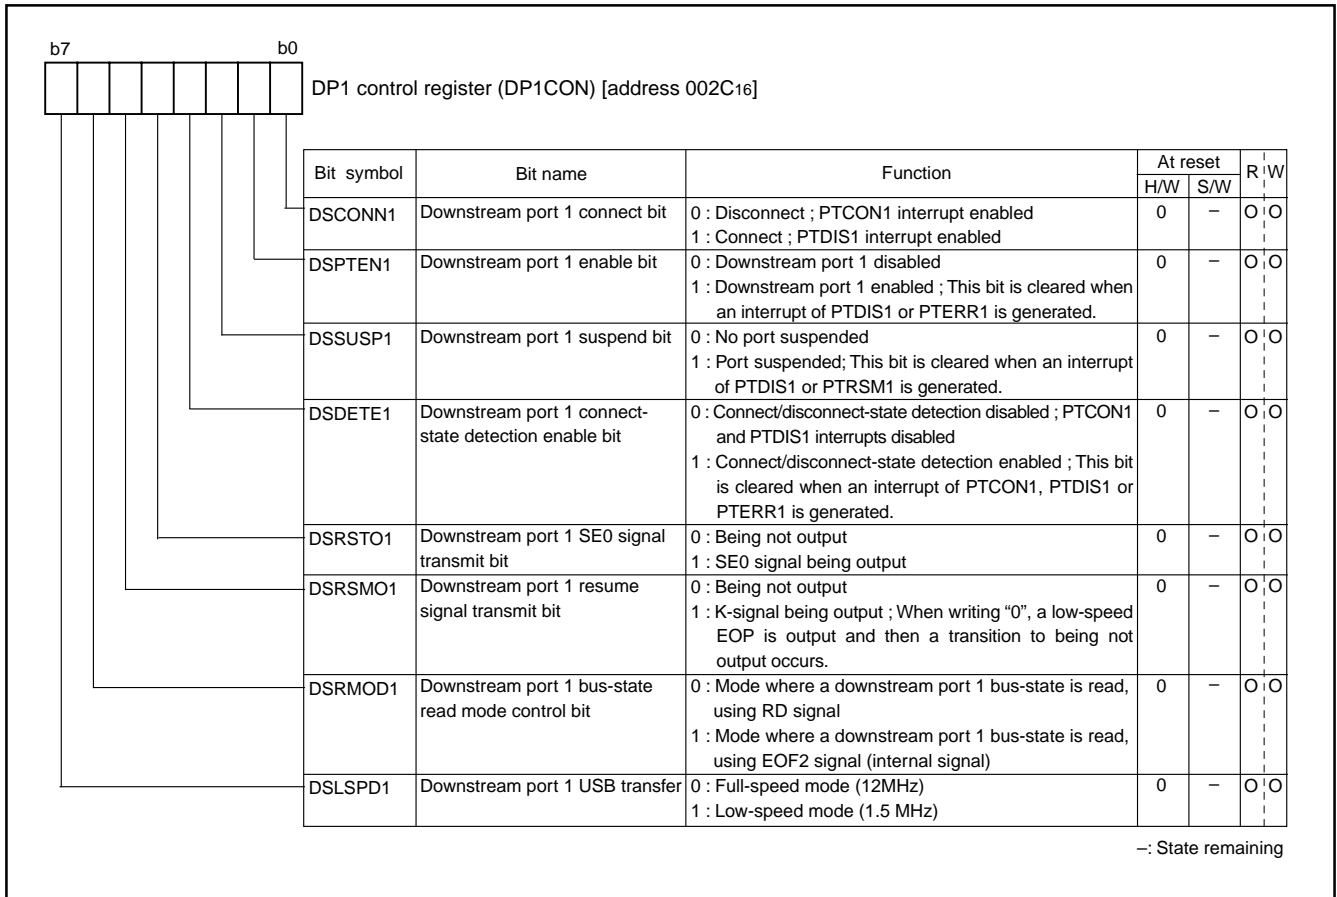 b7 b0
DP1 control register (DP1CON) [address 002C16]
Bit symbol Bit name Function At reset R W
H/W S/W
DSCONN1 Downstream port 1 connect bit 0 : Disconnect ; PTCON1 interrupt enabled 0 – O O
1 : Connect ; PTDIS1 interrupt enabled
DSPTEN1 Downstream port 1 enable bit 0 : Downstream port 1 disabled 0 – O O
1 : Downstream port 1 enabled ; This bit is cleared when
an interrupt of PTDIS1 or PTERR1 is generated.
DSSUSP1 Downstream port 1 suspend bit 0 : No port suspended 0 – O O
1 : Port suspended; This bit is cleared when an interrupt
of PTDIS1 or PTRSM1 is generated.
DSDETE1 Downstream port 1 connect- 0 : Connect/disconnect-state detection disabled ; PTCON1 0 – O O
state detection enable bit and PTDIS1 interrupts disabled
1 : Connect/disconnect-state detection enabled ; This bit
is cleared when an interrupt of PTCON1, PTDIS1 or
PTERR1 is generated.
DSRSTO1 Downstream port 1 SE0 signal 0 : Being not output 0 – O O
transmit bit 1 : SE0 signal being output
DSRSMO1 Downstream port 1 resume 0 : Being not output 0 – O O
signal transmit bit 1 : K-signal being output ; When writing “0”, a low-speed
EOP is output and then a transition to being not
output occurs.
DSRMOD1 Downstream port 1 bus-state 0 : Mode where a downstream port 1 bus-state is read, 0 – O O
read mode control bit using RD signal
1 : Mode where a downstream port 1 bus-state is read,
using EOF2 signal (internal signal)
DSLSPD1 Downstream port 1 USB transfer 0 : Full-speed mode (12MHz) 0 – O O
1 : Low-speed mode (1.5 MHz)
–: State remaining